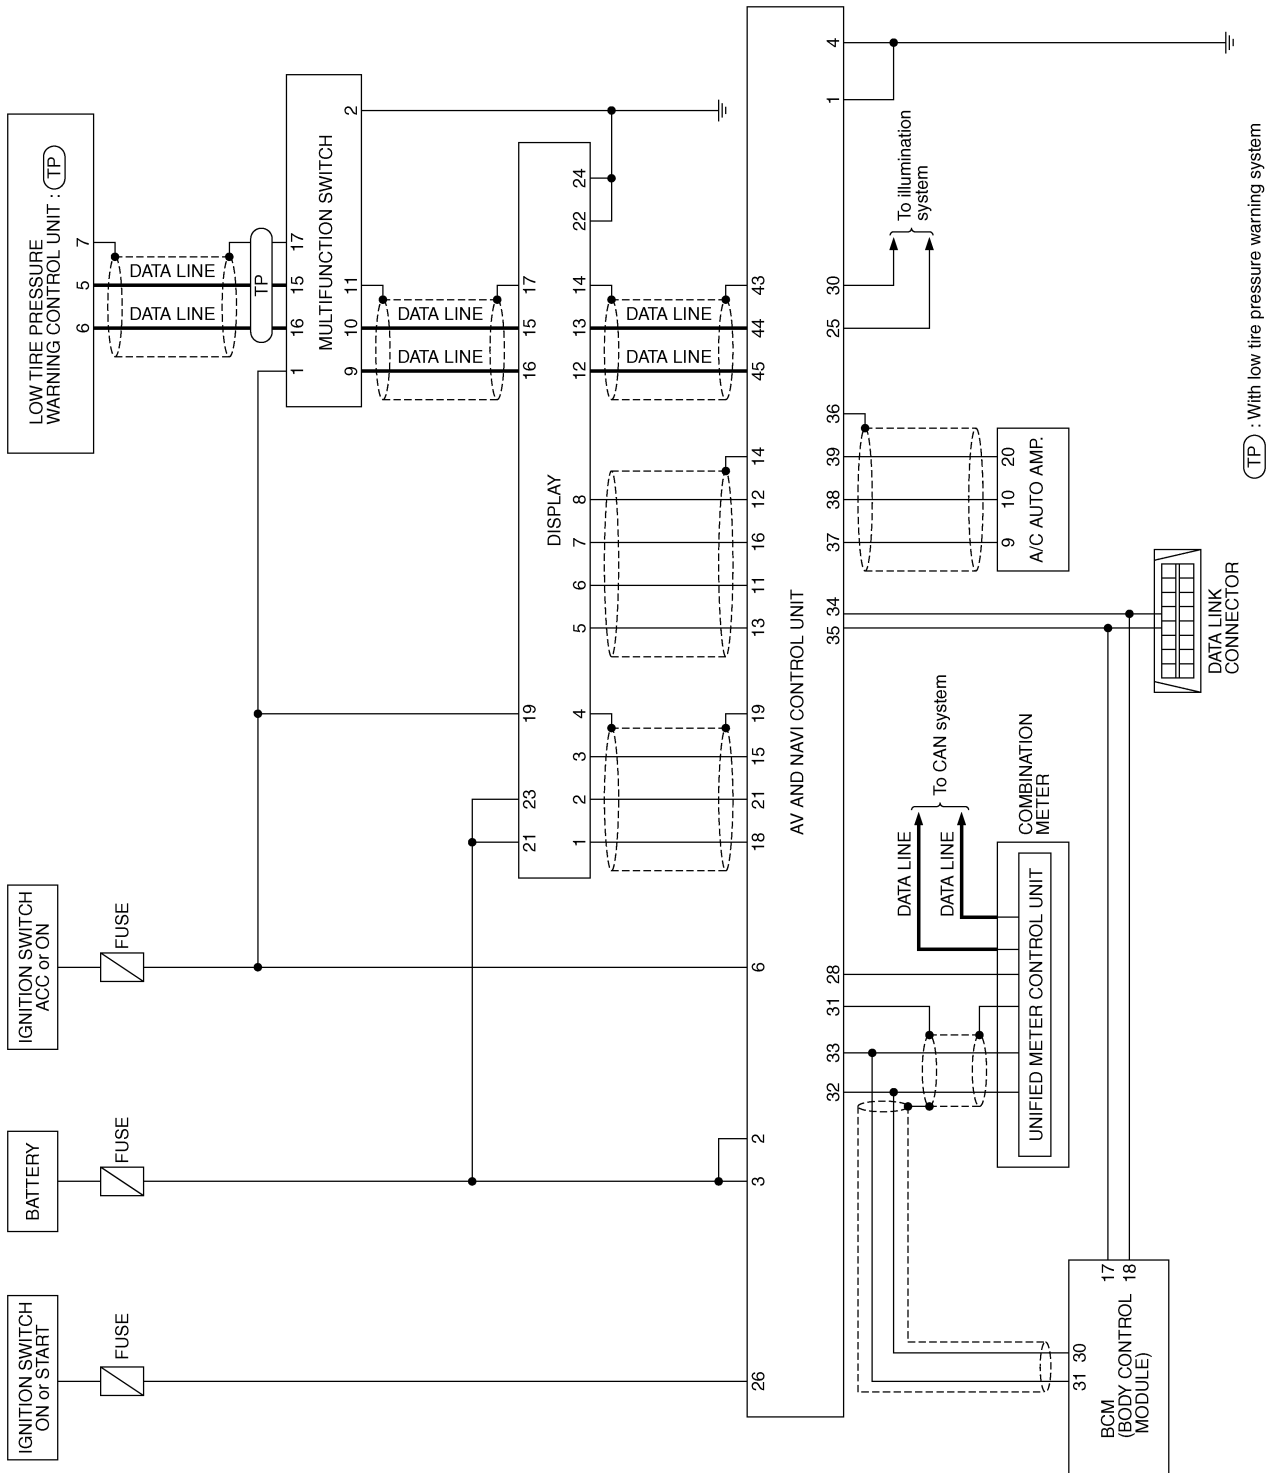 IGNITION SWITCH
ON or START
FUSE
BATTERY
FUSE
IGNITION SWITCH
ACC or ON
FUSE
LOW TIRE PRESSURE
WARNING CONTROL UNIT : TP
6
5
7
DATA LINE
DATA LINE
TP
1
16
15
17
MULTIFUNCTION SWITCH
9
10
11
2
DATA LINE
DATA LINE
21
23
19
16
15
17
DISPLAY
1
2
3
4
5
6
7
8
12
13
14
22
24
DATA LINE
DATA LINE
26
3
2
6
18
21
15
19
13
11
16
12
14
45
44
43
AV AND NAVI CONTROL UNIT
32
33
31
28
35
34
37
38
39
36
25
30
1
4
To illumination
system
9
10
20
A/C AUTO AMP.
DATA LINE
DATA LINE
To CAN system
COMBINATION
METER
UNIFIED METER CONTROL UNIT
31
30
17
18
BCM
(BODY CONTROL
MODULE)
DATA LINK
CONNECTOR
TP : With low tire pressure warning system